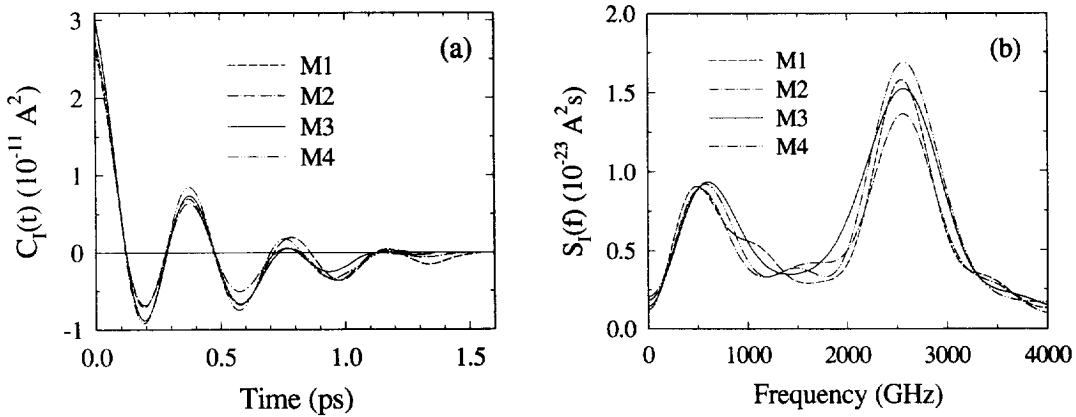 (a)
M1
M2
M3
M4
C_I(t) (10^-11 A^2)
3
2
1
0
-1
0.0
0.5
1.0
1.5
Time (ps)
(b)
M1
M2
M3
M4
S_I(f) (10^-23 A^2s)
2.0
1.5
1.0
0.5
0.0
0
1000
2000
3000
4000
Frequency (GHz)